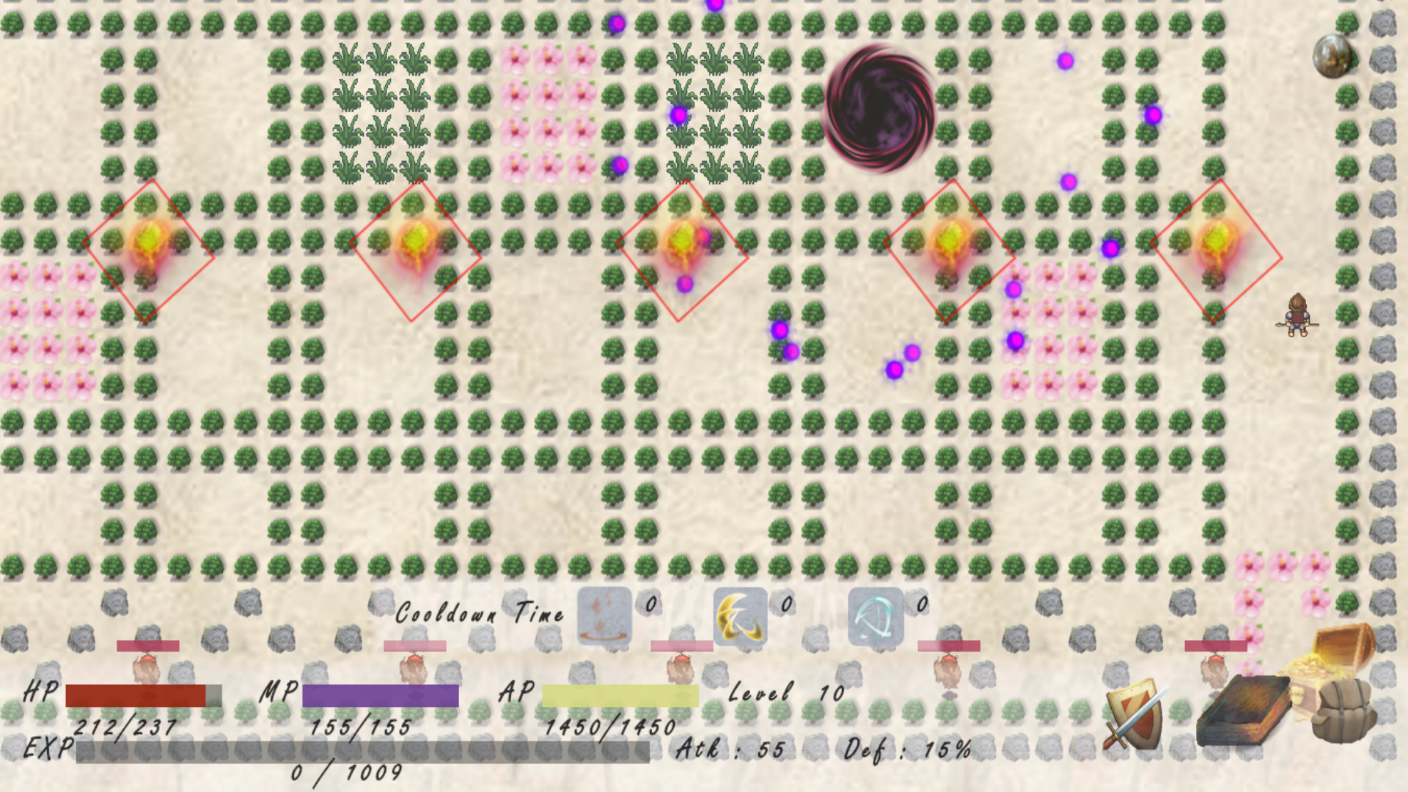 Cooldown Time 0 0 0
HP MP AP Level 10
212/237 155/155 1450/1450
EXP Atk : 55 Def : 15%
0 / 1009